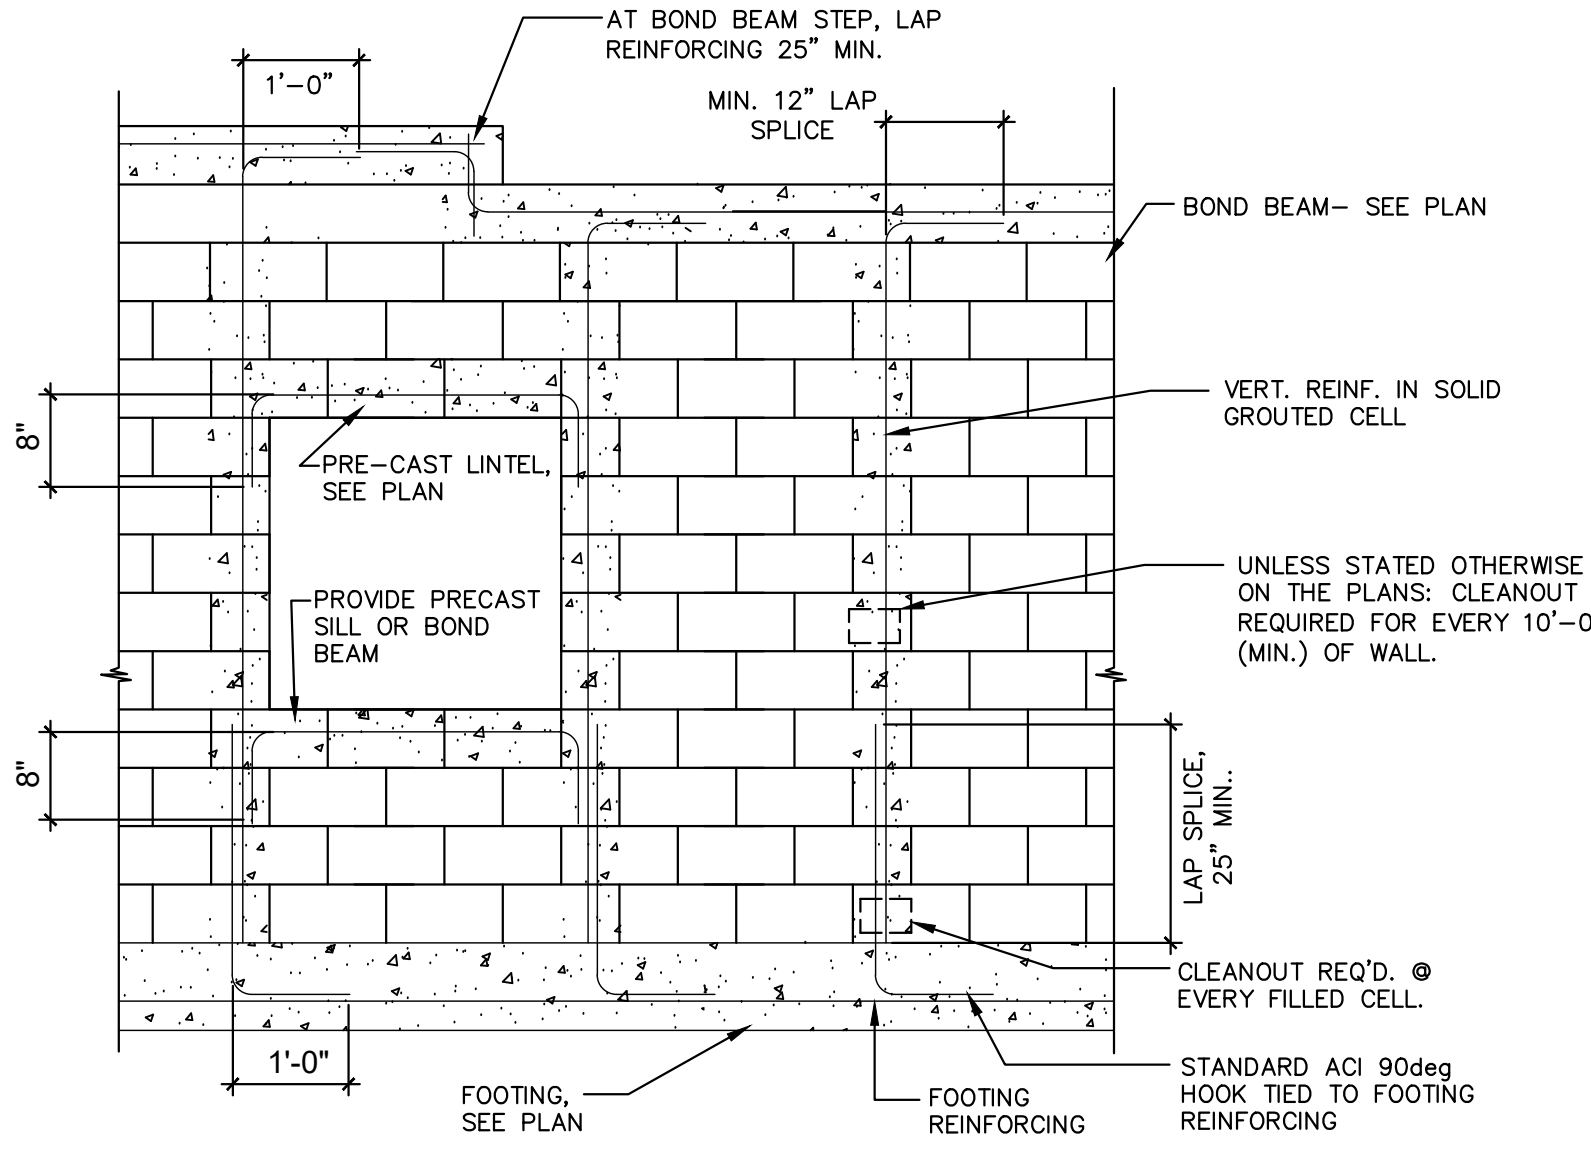 AT BOND BEAM STEP, LAP
REINFORCING 25" MIN.
1'-0"
MIN. 12" LAP
SPLICE
BOND BEAM- SEE PLAN
VERT. REINF. IN SOLID
GROUTED CELL
8"
PRE-CAST LINTEL,
SEE PLAN
UNLESS STATED OTHERWISE
ON THE PLANS: CLEANOUT
REQUIRED FOR EVERY 10'-0
(MIN.) OF WALL.
PROVIDE PRECAST
SILL OR BOND
BEAM
8"
LAP SPLICE,
25" MIN..
CLEANOUT REQ'D. @
EVERY FILLED CELL.
1'-0"
STANDARD ACI 90deg
HOOK TIED TO FOOTING
REINFORCING
FOOTING,
SEE PLAN
FOOTING
REINFORCING